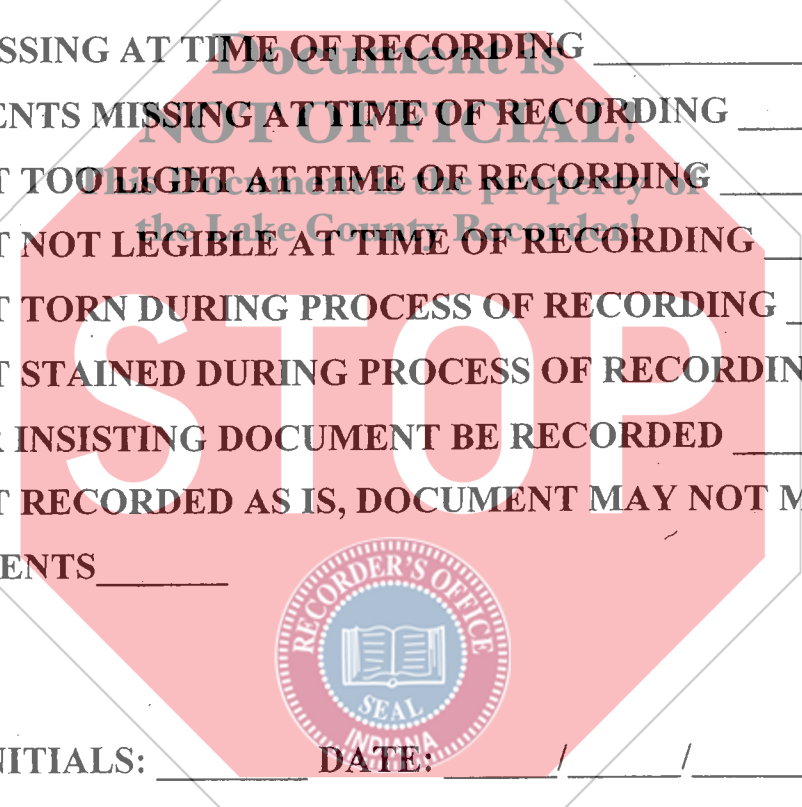 SSING AT TIME OF RECORDING
Document is
ENTS MISSING AT TIME OF RECORDING
NOT OFFICIAL!
T TOO LIGHT AT TIME OF RECORDING
This Document is the property of
T NOT LEGIBLE AT TIME OF RECORDING
the Lake County Recorder!
T TORN DURING PROCESS OF RECORDING
T STAINED DURING PROCESS OF RECORDIN
STOP
R INSISTING DOCUMENT BE RECORDED
T RECORDED AS IS, DOCUMENT MAY NOT M
ENTS
RECORDER'S OFFICE
SEAL
INDIANA
NITIALS: DATE: / /